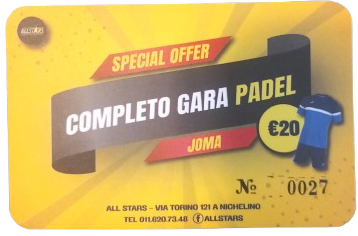 ALLSTARS
SPECIAL OFFER
COMPLETO GARA PADEL
€20
JOMA
No 0027
ALL STARS - VIA TORINO 121 A NICHELINO
TEL 011.620.73.48 f ALLSTARS